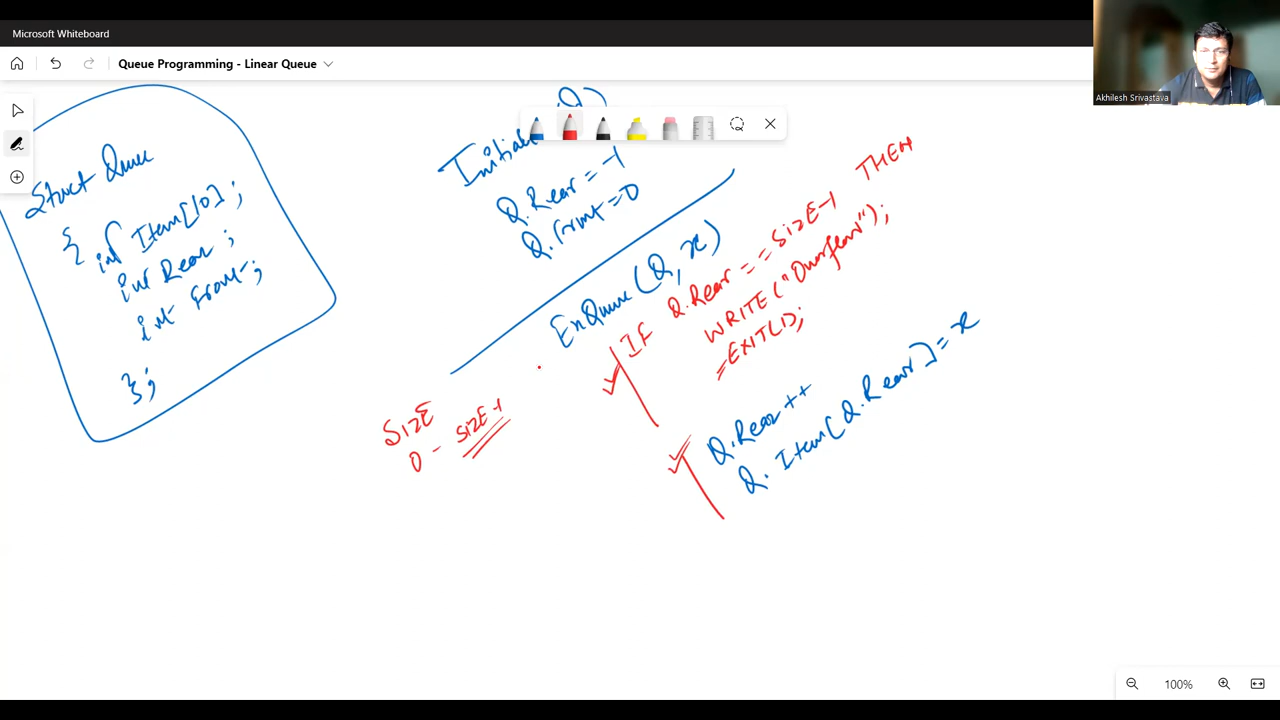 Microsoft Whiteboard
Queue Programming - Linear Queue
Akhilesh Srivastava
Struct Queue
{ int Item[10];
int Rear;
int Front;
};
Q)
Q.Rear = -1
Q.Front = 0
EnQueue(Q, x)
IF Q.Rear == SIZE-1 THEN
WRITE("Overflow");
EXIT(1);
Q.Rear++
Q.Item[Q.Rear] = x
SIZE
0 - SIZE-1
100%